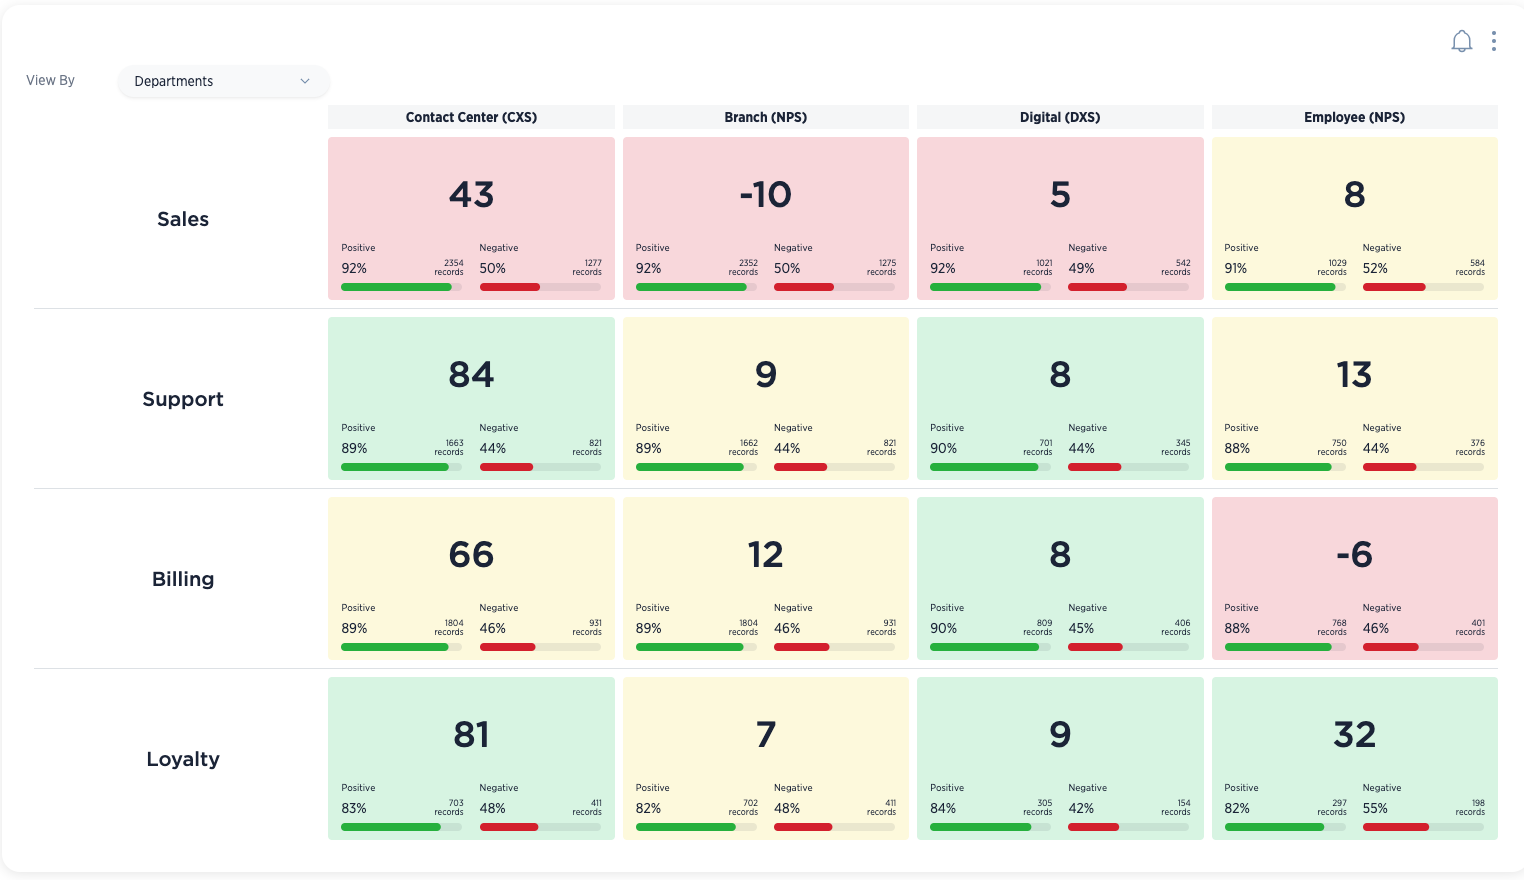 View By
Departments
Contact Center (CXS) Branch (NPS) Digital (DXS) Employee (NPS)
Sales
43
Positive Negative
92% 2354 records 50% 1277 records
-10
Positive Negative
92% 2352 records 50% 1275 records
5
Positive Negative
92% 1021 records 49% 542 records
8
Positive Negative
91% 1029 records 52% 584 records
Support
84
Positive Negative
89% 1663 records 44% 821 records
9
Positive Negative
89% 1662 records 44% 821 records
8
Positive Negative
90% 701 records 44% 345 records
13
Positive Negative
88% 750 records 44% 376 records
Billing
66
Positive Negative
89% 1804 records 46% 931 records
12
Positive Negative
89% 1804 records 46% 931 records
8
Positive Negative
90% 809 records 45% 406 records
-6
Positive Negative
88% 768 records 46% 401 records
Loyalty
81
Positive Negative
83% 703 records 48% 411 records
7
Positive Negative
82% 702 records 48% 411 records
9
Positive Negative
84% 305 records 42% 154 records
32
Positive Negative
82% 297 records 55% 198 records